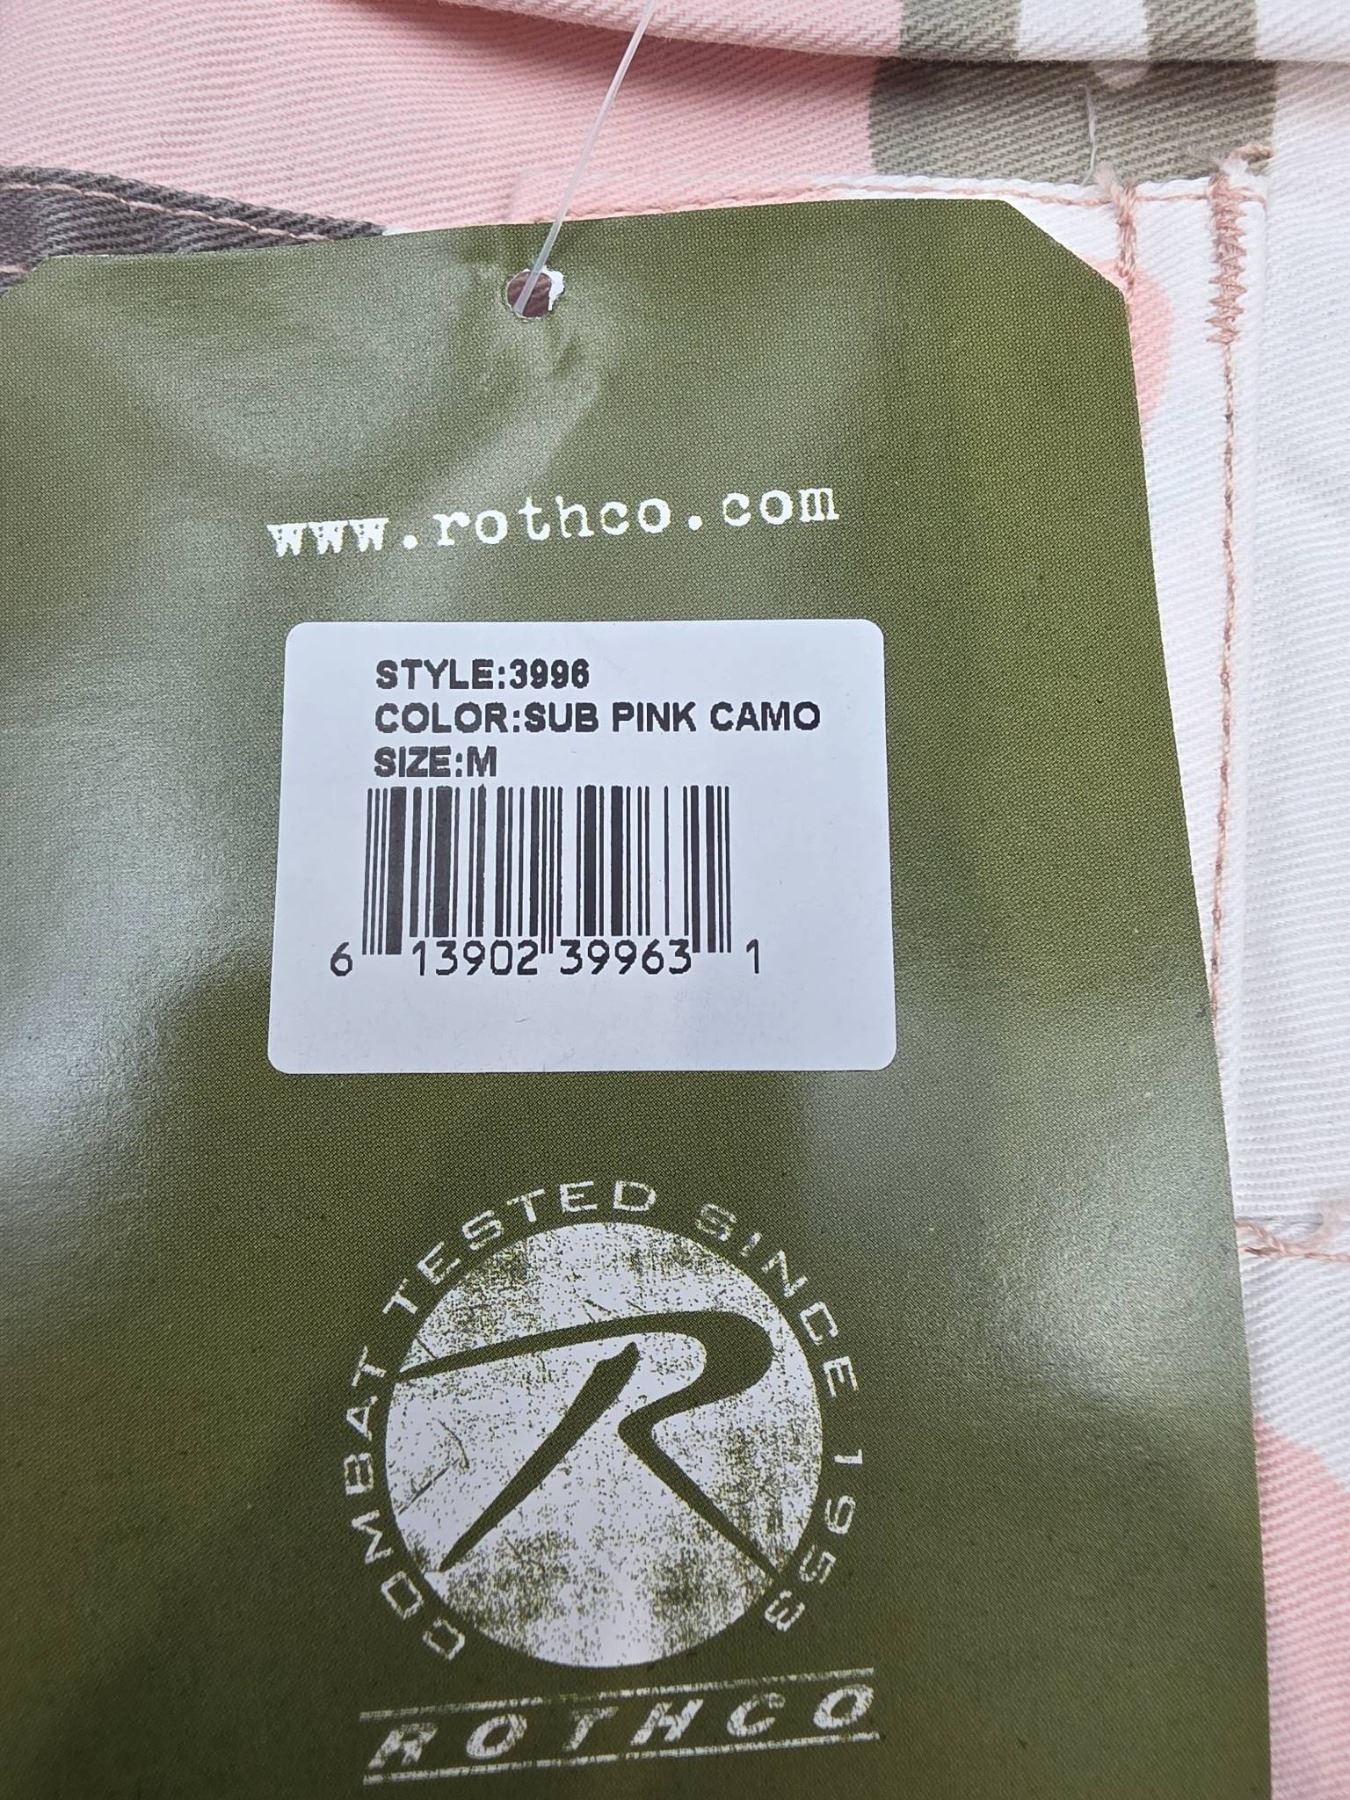 www.rothco.com
STYLE:3996
COLOR:SUB PINK CAMO
SIZE:M
6 13902 39963 1
COMBAT TESTED SINCE 1953
R
ROTHCO